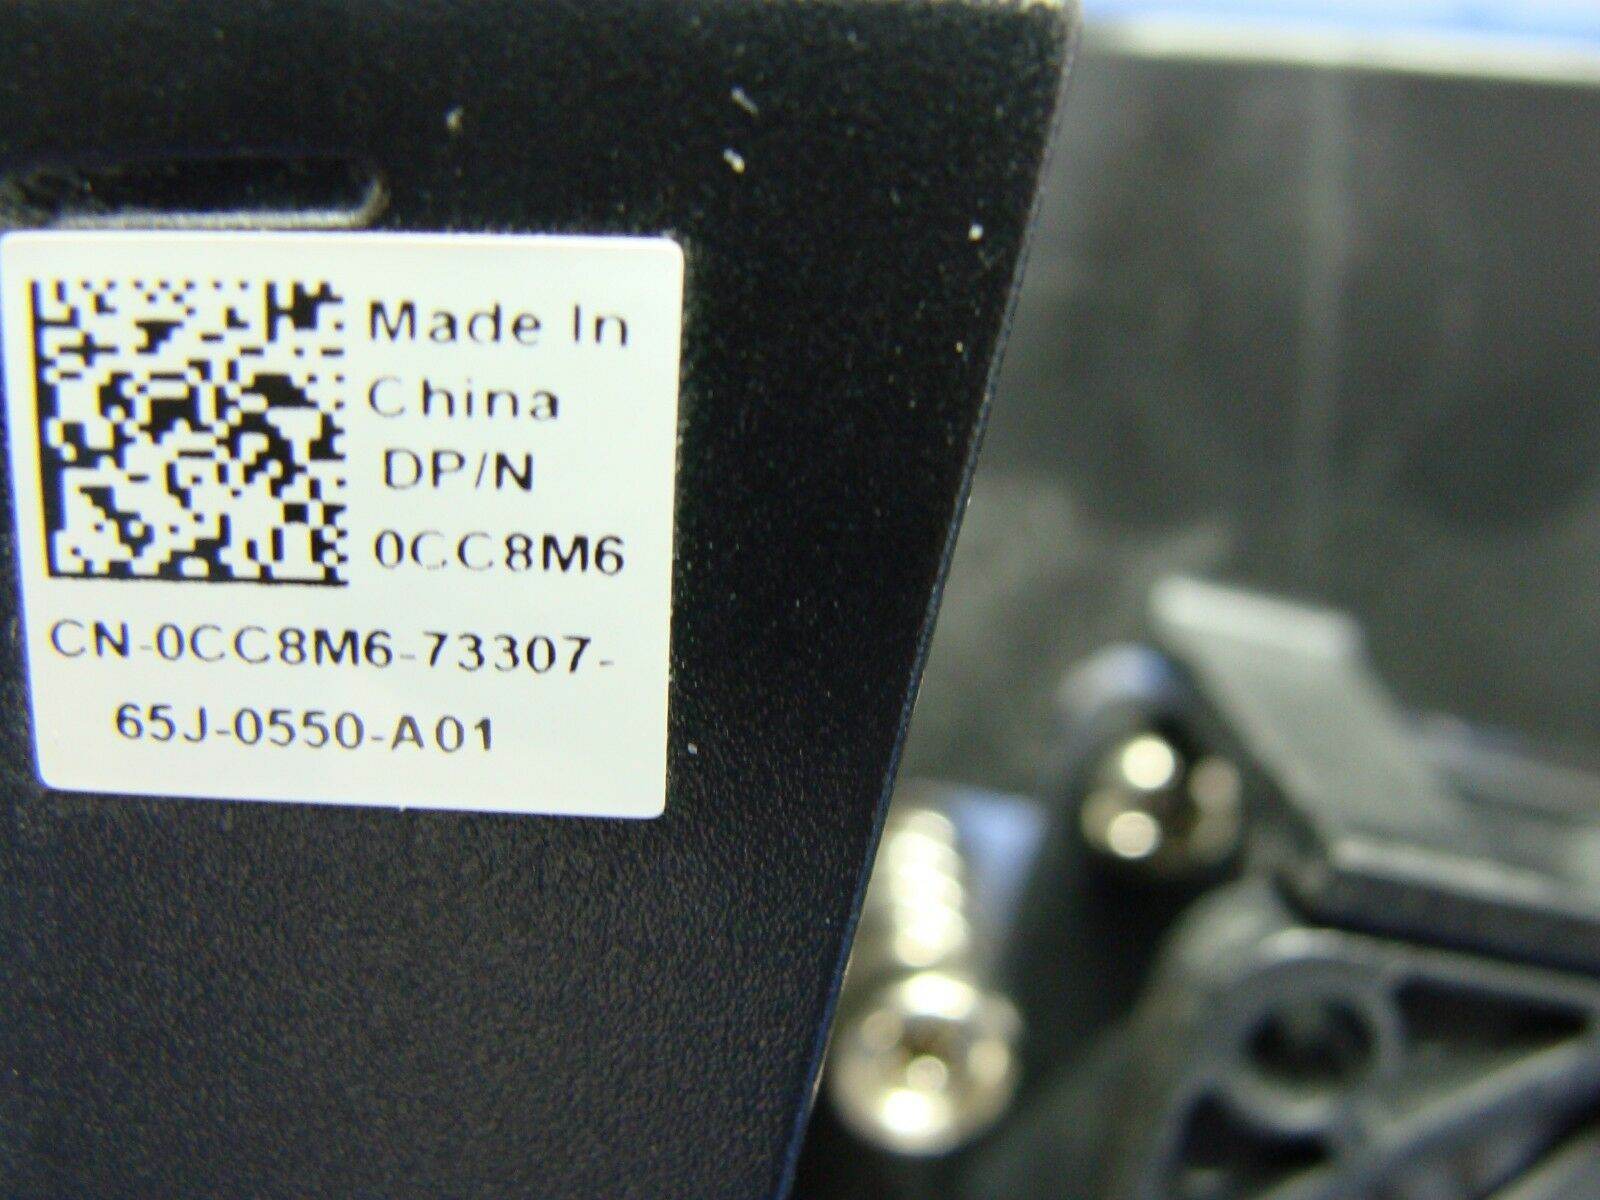 Made In
China
DP/N
0CC8M6
CN-0CC8M6-73307-
65J-0550-A01